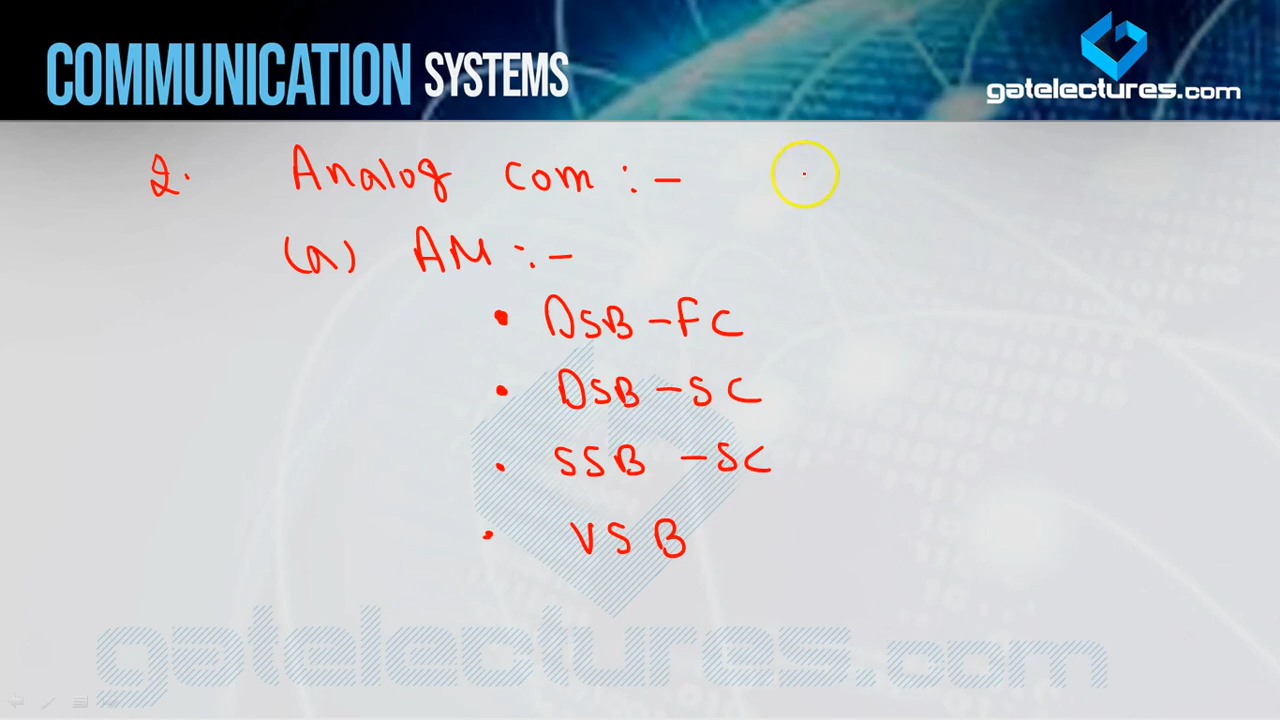 COMMUNICATION SYSTEMS
gatelectures.com
2. Analog com :-
(a) AM :-
• DSB-FC
• DSB-SC
• SSB-SC
• VSB
gatelectures.com